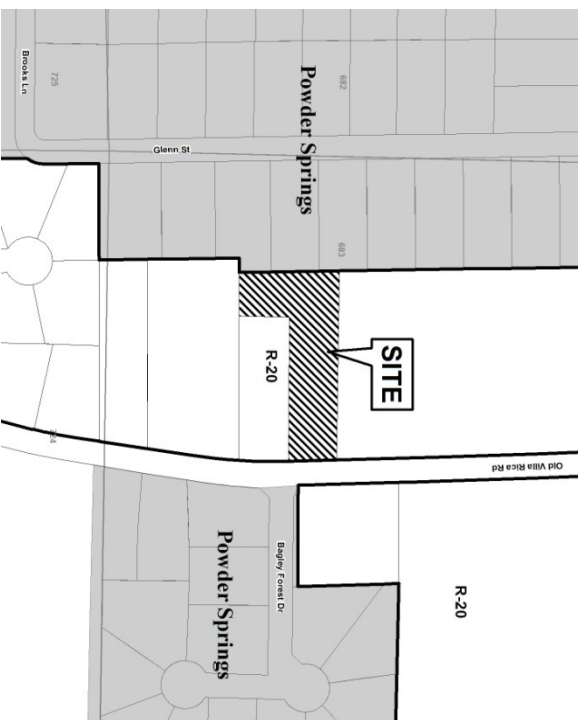 Brooks Ln
725
Powder Springs
682
Glenn St
683
SITE
R-20
724
Old Villa Rica Rd
Powder Springs
Bagley Forest Dr.
R-20